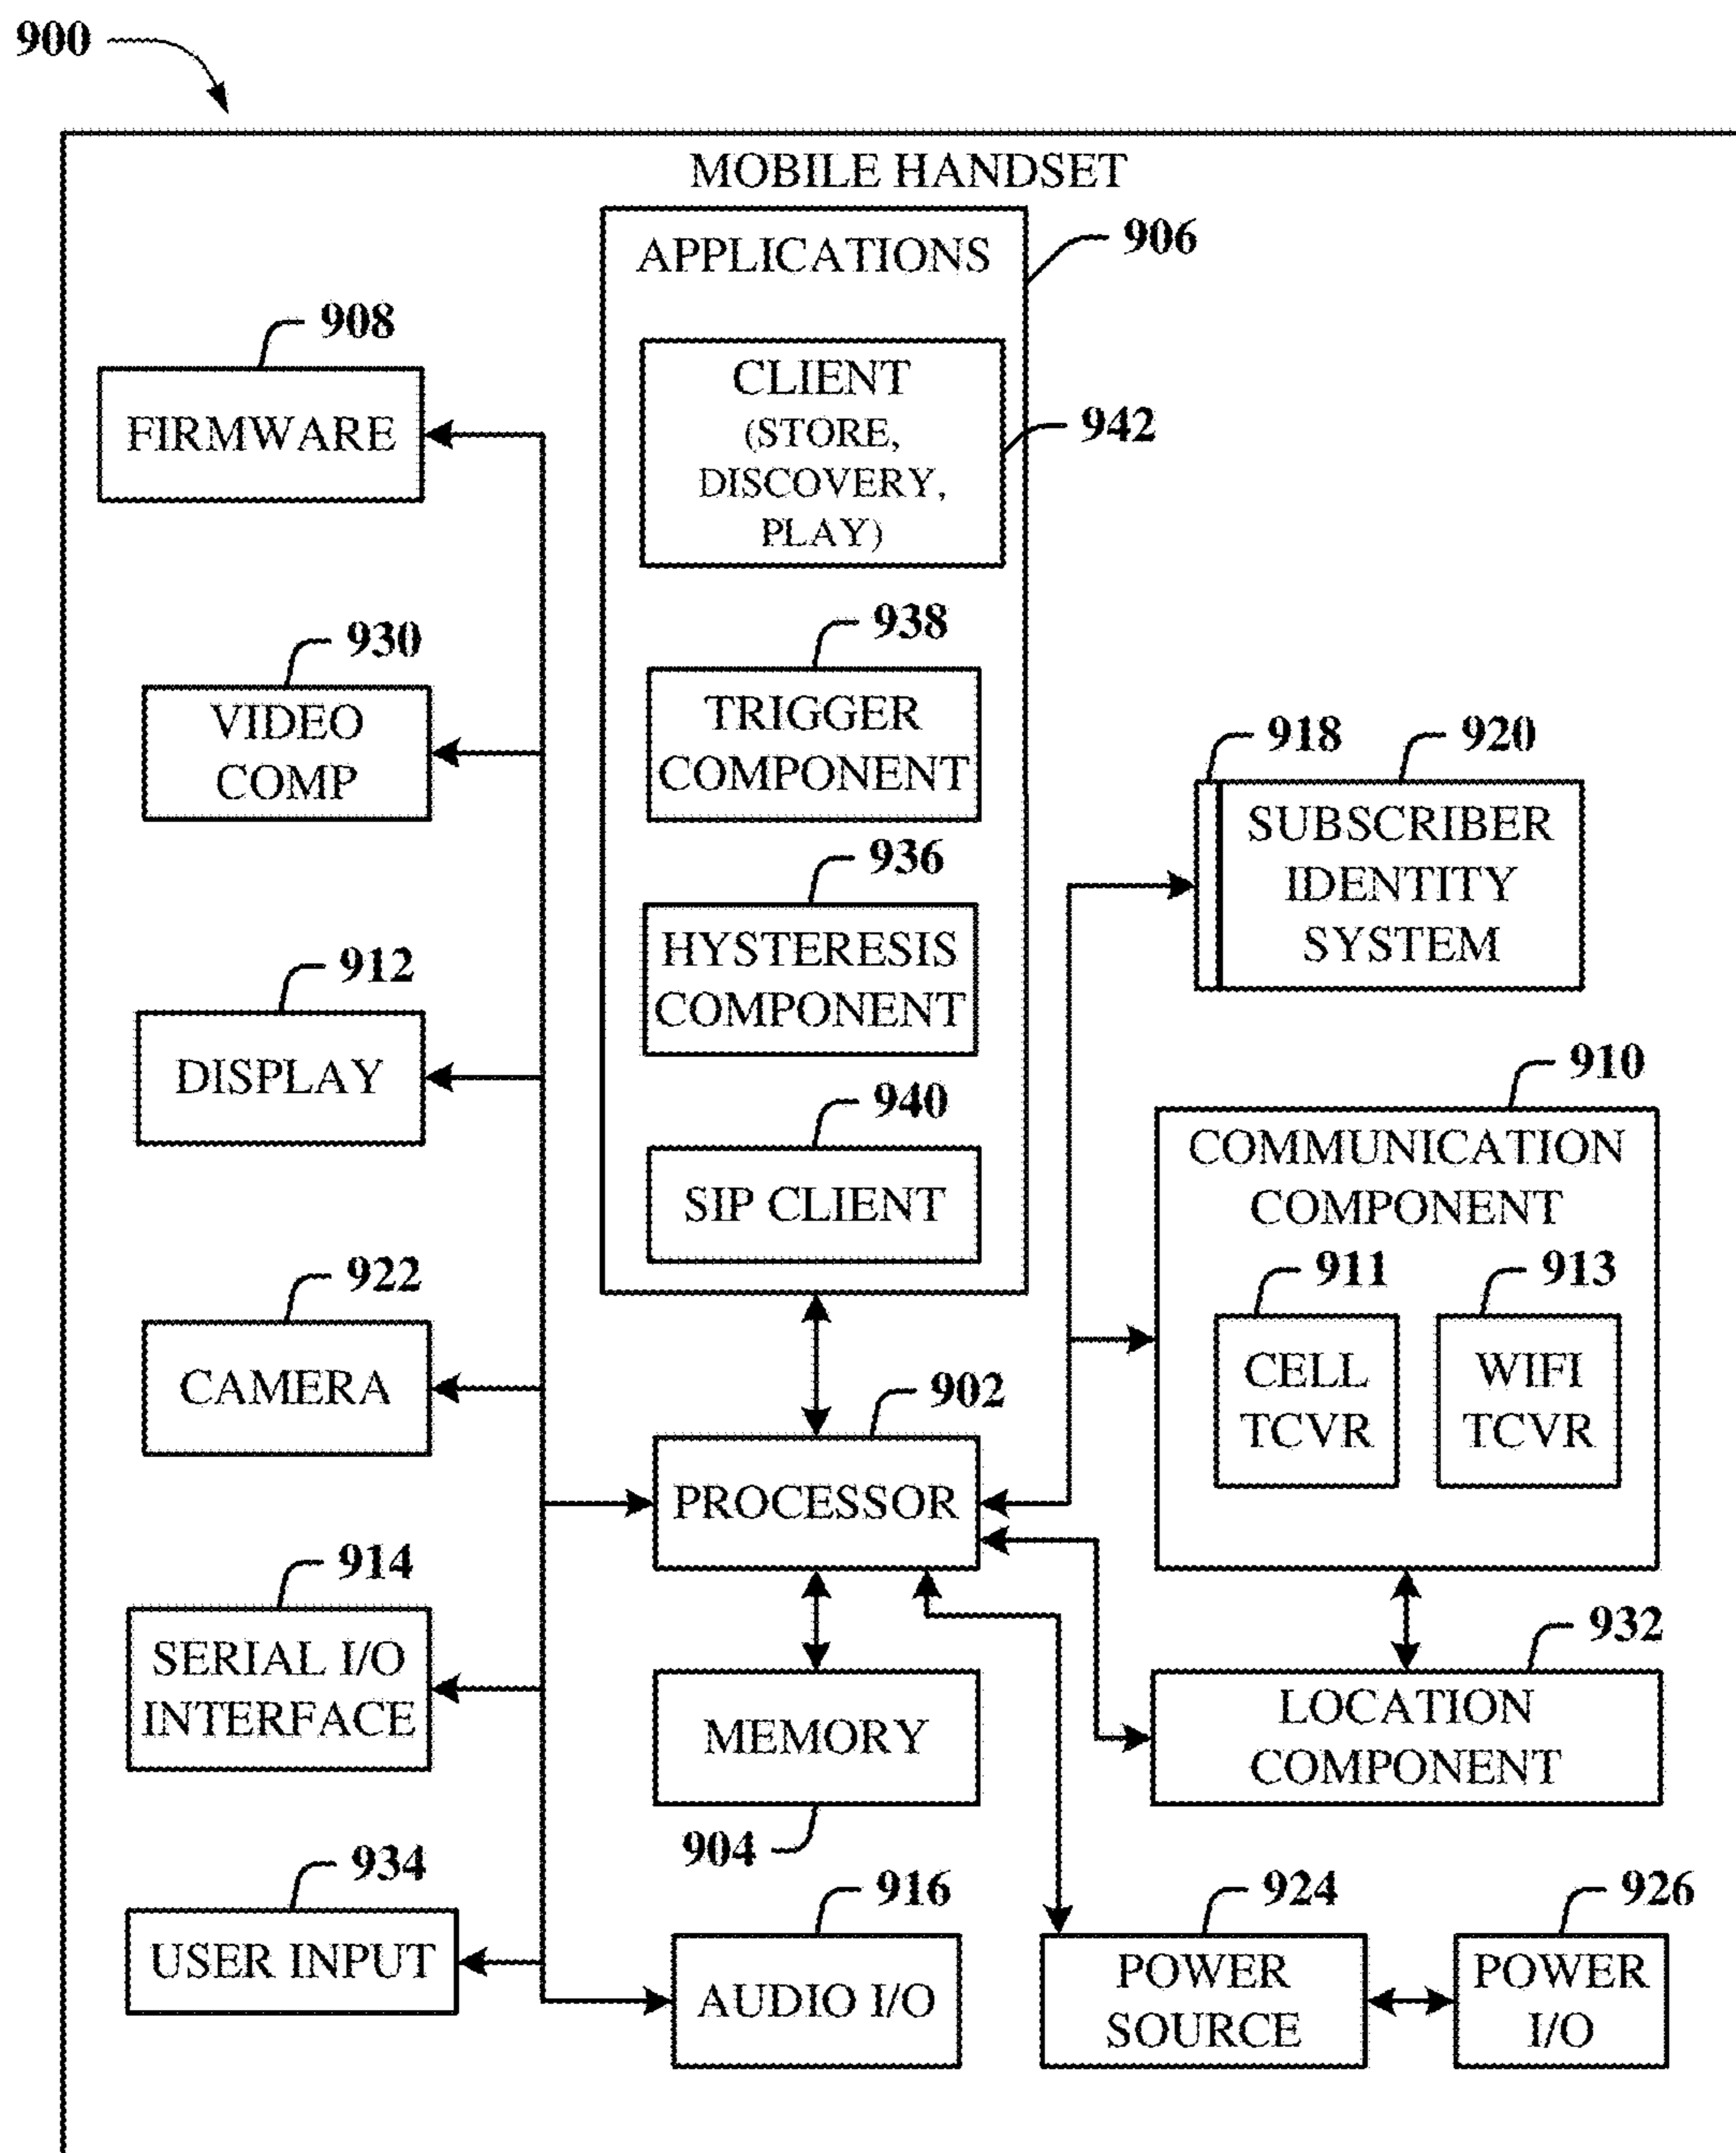 900
MOBILE HANDSET
APPLICATIONS
906
CLIENT
(STORE,
DISCOVERY,
PLAY)
942
938
TRIGGER
COMPONENT
936
HYSTERESIS
COMPONENT
940
SIP CLIENT
908
FIRMWARE
930
VIDEO
COMP
912
DISPLAY
922
CAMERA
914
SERIAL I/O
INTERFACE
934
USER INPUT
902
PROCESSOR
MEMORY
904
916
AUDIO I/O
918
920
SUBSCRIBER
IDENTITY
SYSTEM
910
COMMUNICATION
COMPONENT
911
CELL
TCVR
913
WIFI
TCVR
932
LOCATION
COMPONENT
924
POWER
SOURCE
926
POWER
I/O